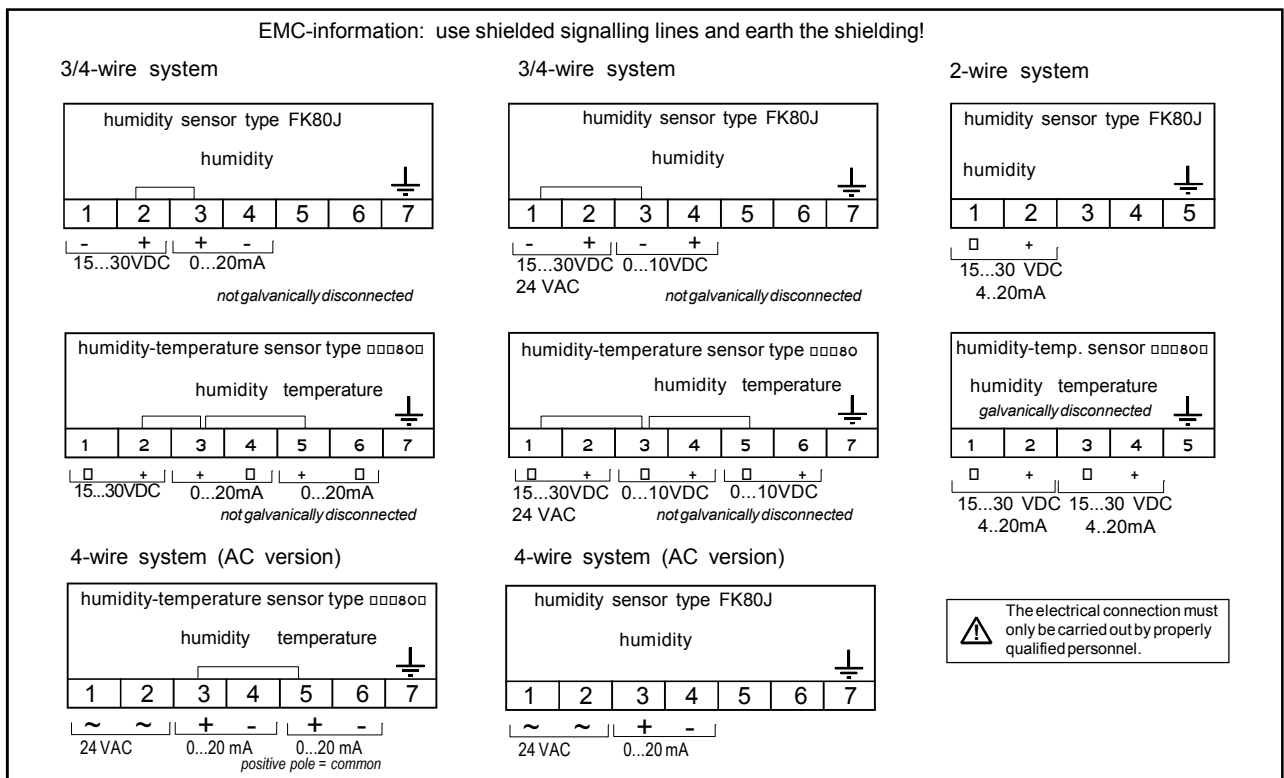 EMC-information: use shielded signalling lines and earth the shielding!
3/4-wire system
humidity sensor type FK80J
humidity
1 2 3 4 5 6 7
- + + -
15...30VDC 0...20mA
not galvanically disconnected
humidity-temperature sensor type □□□80□
humidity temperature
1 2 3 4 5 6 7
□ + + □ + □
15...30VDC 0...20mA 0...20mA
not galvanically disconnected
4-wire system (AC version)
humidity-temperature sensor type □□□80□
humidity temperature
1 2 3 4 5 6 7
~ ~ + - + -
24 VAC 0...20 mA 0...20 mA
positive pole = common
3/4-wire system
humidity sensor type FK80J
humidity
1 2 3 4 5 6 7
- + - +
15...30VDC 0...10VDC
24 VAC
not galvanically disconnected
humidity-temperature sensor type □□□80
humidity temperature
1 2 3 4 5 6 7
□ + □ + □ +
15...30VDC 0...10VDC 0...10VDC
24 VAC
not galvanically disconnected
4-wire system (AC version)
humidity sensor type FK80J
humidity
1 2 3 4 5 6 7
~ ~ + -
24 VAC 0...20 mA
2-wire system
humidity sensor type FK80J
humidity
1 2 3 4 5
□ +
15...30 VDC
4..20mA
humidity-temp. sensor □□□80□
humidity temperature
galvanically disconnected
1 2 3 4 5
□ + □ +
15...30 VDC 15...30 VDC
4..20mA 4..20mA
The electrical connection must
only be carried out by properly
qualified personnel.